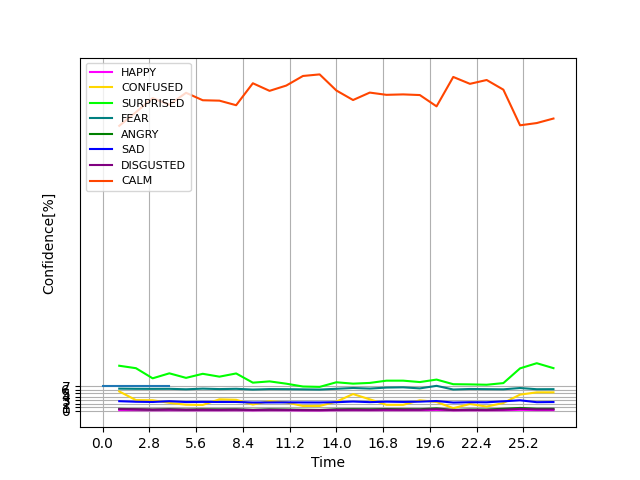 HAPPY
CONFUSED
SURPRISED
FEAR
ANGRY
SAD
DISGUSTED
CALM
Confidence[%]
0.0 2.8 5.6 8.4 11.2 14.0 16.8 19.6 22.4 25.2
Time